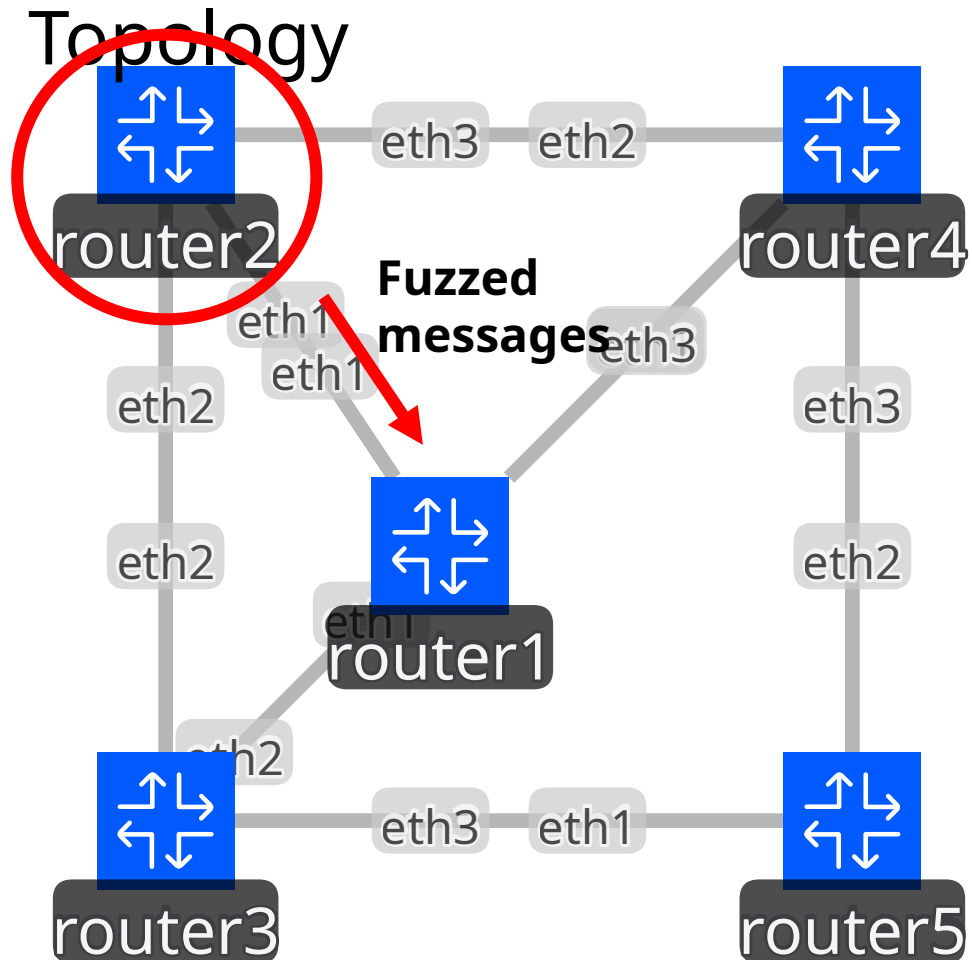 Topology
eth3
eth2
router2
router4
Fuzzed
messages
eth1
eth3
eth1
eth2
eth3
eth2
eth2
eth1
router1
eth2
eth3
eth1
router3
router5